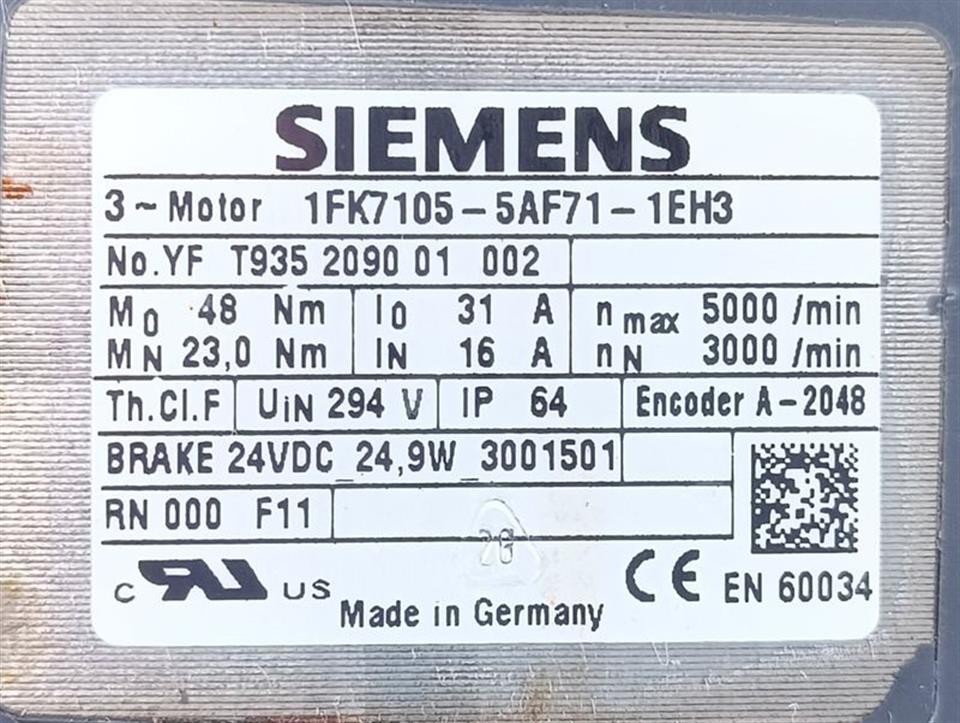 SIEMENS
3~Motor 1FK7105-5AF71-1EH3
No.YF T935 2090 01 002
M0 48 Nm I0 31 A n max 5000 /min
MN 23,0 Nm IN 16 A nN 3000 /min
Th.Cl.F UiN 294 V IP 64 Encoder A-2048
BRAKE 24VDC 24,9W 3001501
RN 000 F11
C RU US CE EN 60034
Made in Germany